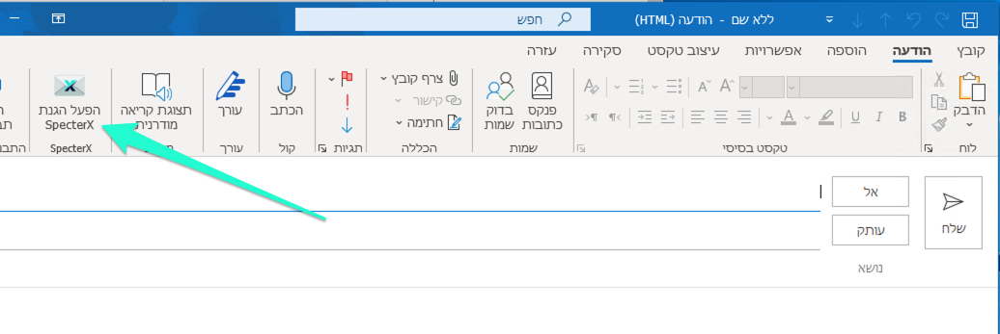 ללא שם - הודעה (HTML)
חפש
קובץ
הודעה
הוספה
אפשרויות
עיצוב טקסט
סקירה
עזרה
הדבק
לוח
B I U A A A
טקסט בסיסי
פנקס כתובות
בדוק שמות
שמות
צרף קובץ
קישור
חתימה
הכללה
תגיות
הכתב
קול
עורך
עורך
תצוגת קריאה
מודרנית
הפעל הגנת
SpecterX
SpecterX
שלח
אל
עותק
נושא